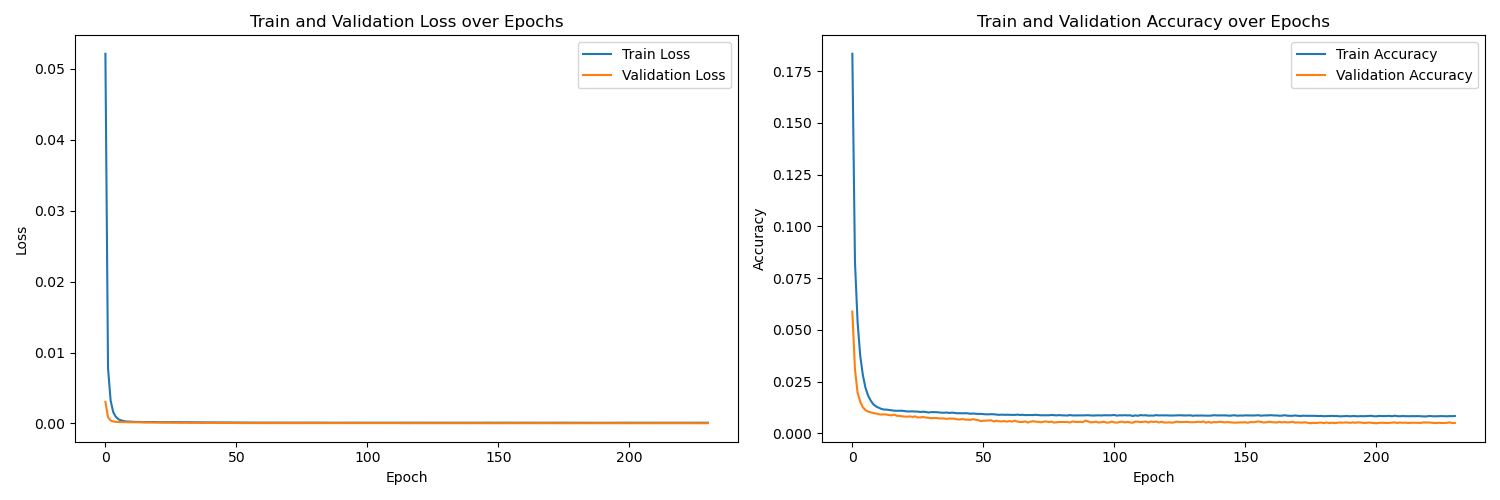 Train and Validation Loss over Epochs
Train Loss
Validation Loss
0.05
0.04
0.03
0.02
0.01
0.00
Loss
0
50
100
150
200
Epoch
Train and Validation Accuracy over Epochs
Train Accuracy
Validation Accuracy
0.175
0.150
0.125
0.100
0.075
0.050
0.025
0.000
Accuracy
0
50
100
150
200
Epoch